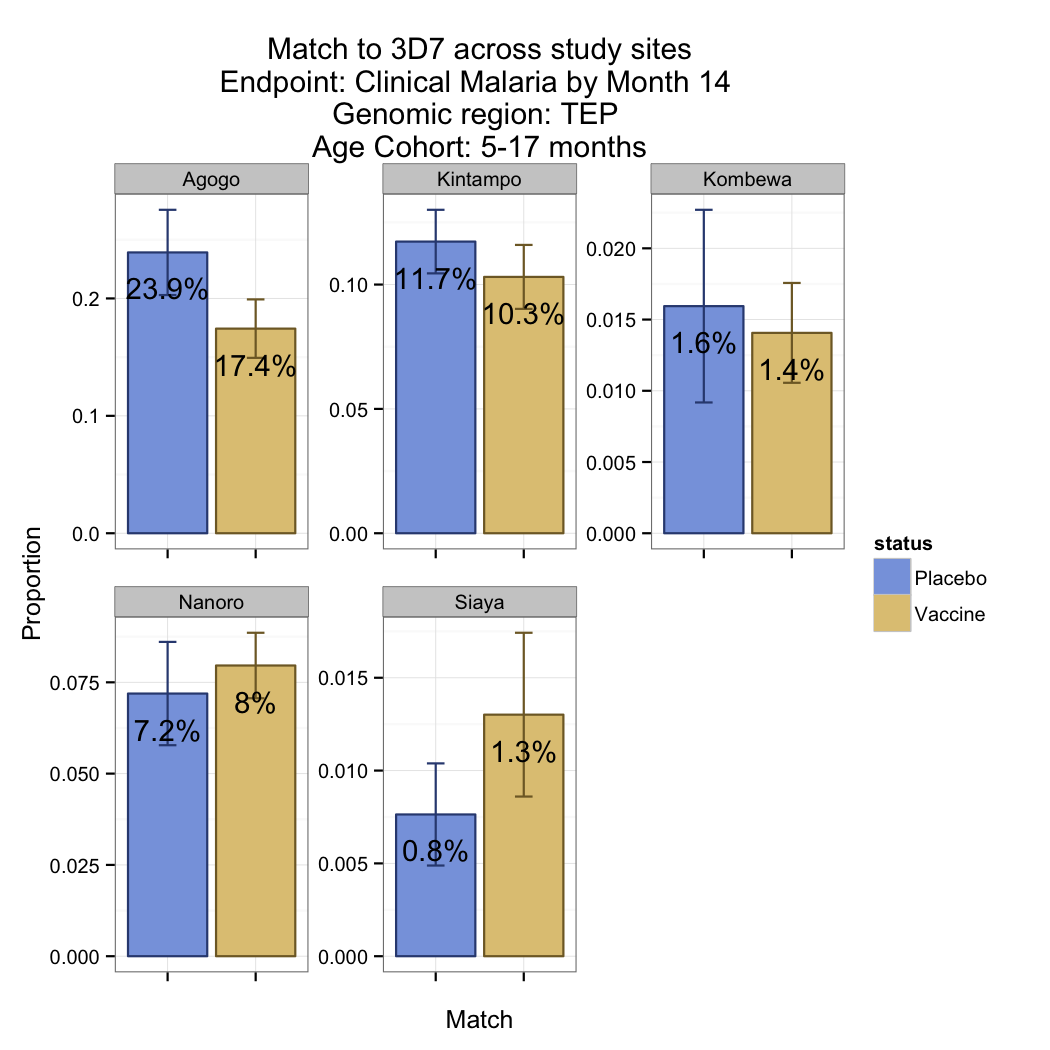 Match to 3D7 across study sites
Endpoint: Clinical Malaria by Month 14
Genomic region: TEP
Age Cohort: 5-17 months
Agogo
Kintampo
Kombewa
0.2
0.1
0.0
23.9%
17.4%
0.10
0.05
0.00
11.7%
10.3%
0.020
0.015
0.010
0.005
0.000
1.6%
1.4%
Proportion
status
Placebo
Vaccine
Nanoro
Siaya
0.075
0.050
0.025
0.000
7.2%
8%
0.015
0.010
0.005
0.000
0.8%
1.3%
Match